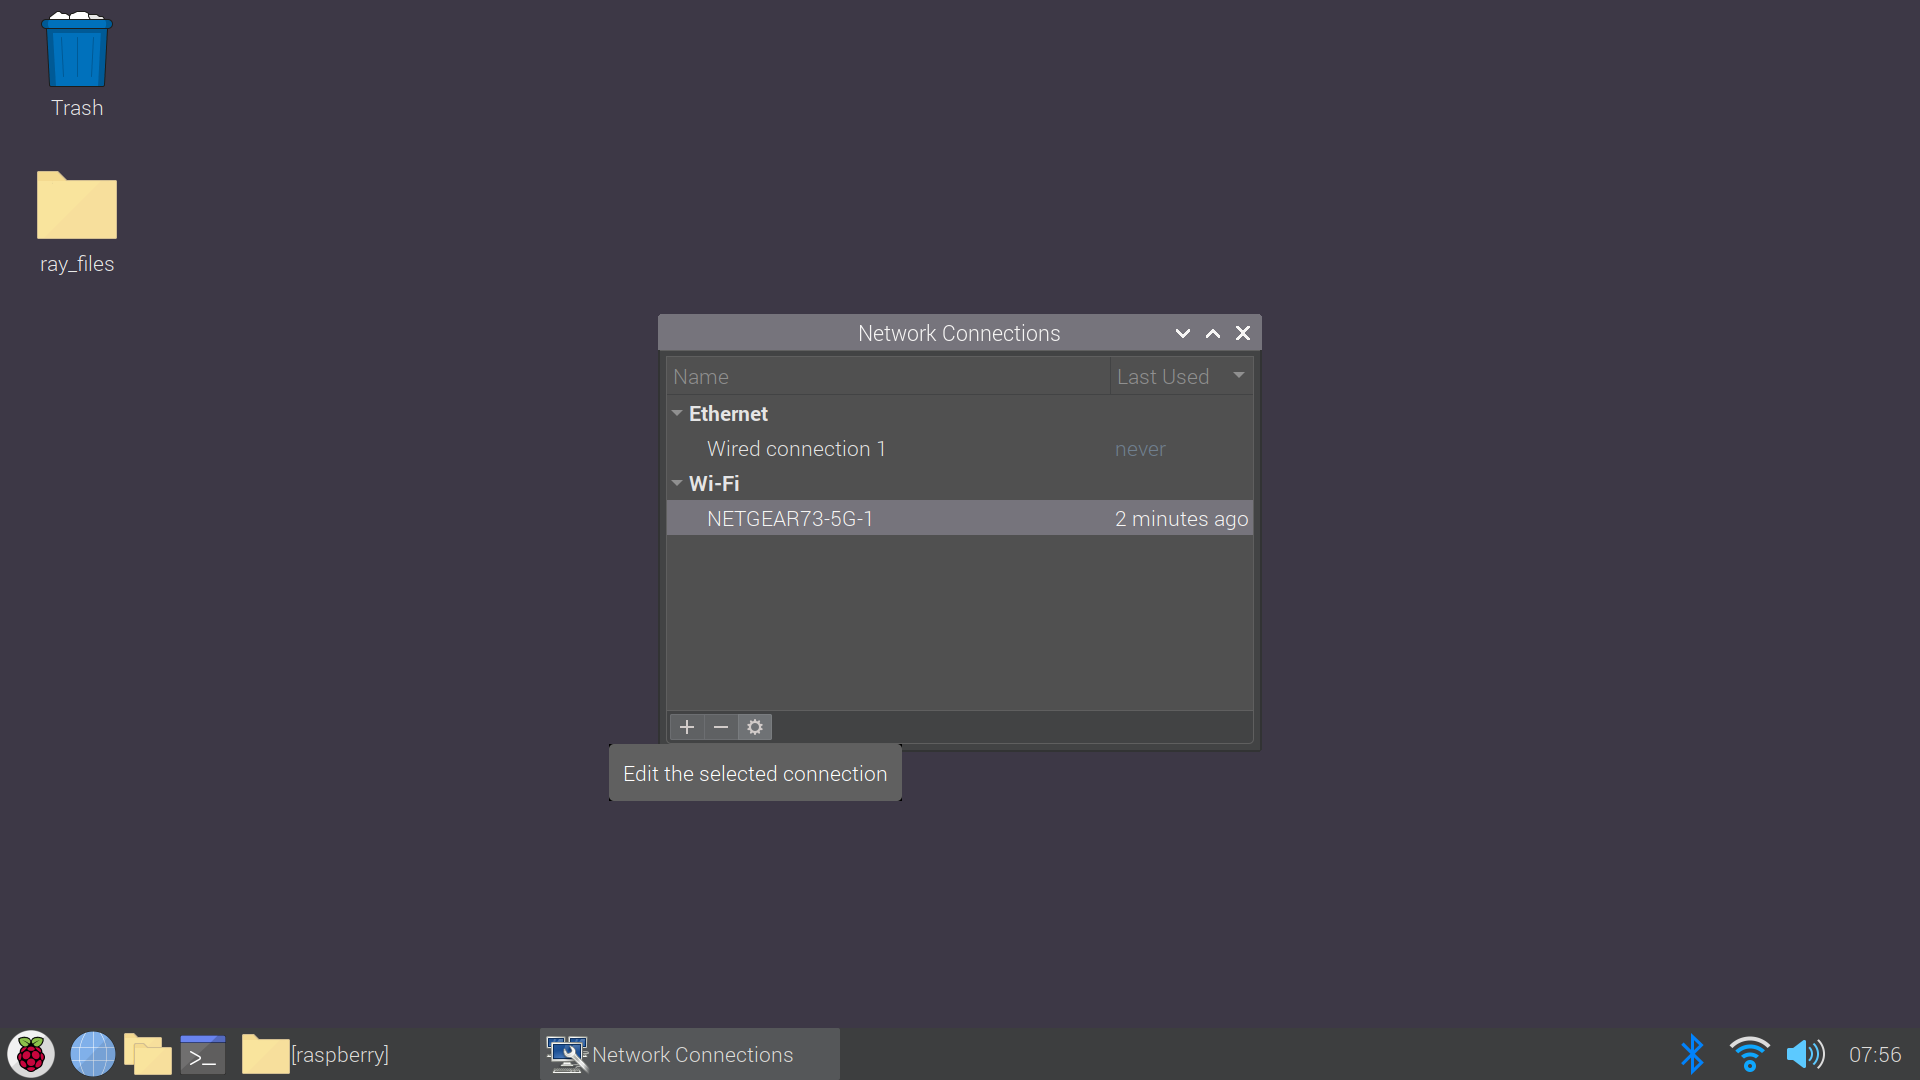 Trash
ray_files
Network Connections
Name Last Used
Ethernet
Wired connection 1 never
Wi-Fi
NETGEAR73-5G-1 2 minutes ago
Edit the selected connection
[raspberry] Network Connections 07:56